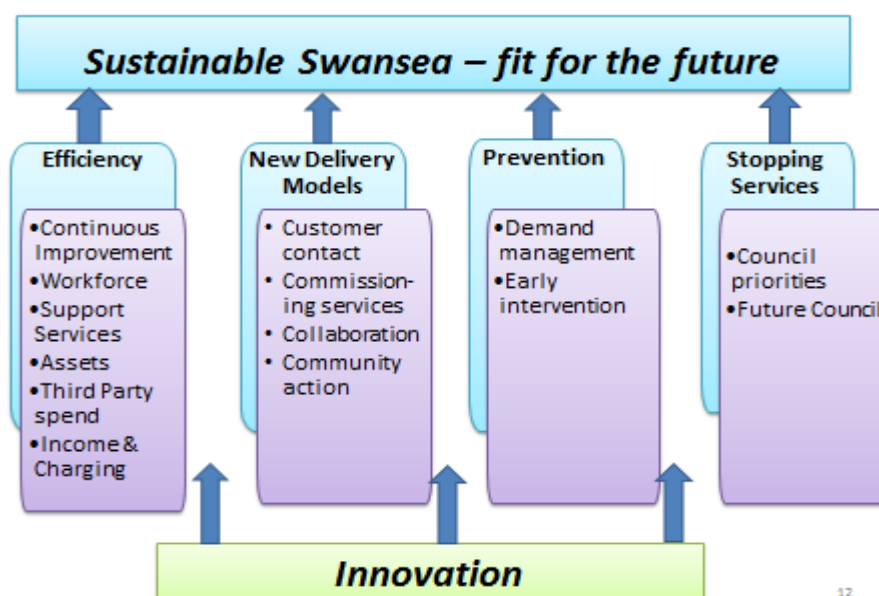 Sustainable Swansea – fit for the future
Efficiency
•Continuous
Improvement
•Workforce
•Support
Services
•Assets
•Third Party
spend
•Income &
Charging
New Delivery
Models
• Customer
contact
• Commission-
ing services
• Collaboration
• Community
action
Prevention
•Demand
management
•Early
intervention
Stopping
Services
•Council
priorities
•Future Council
Innovation
12